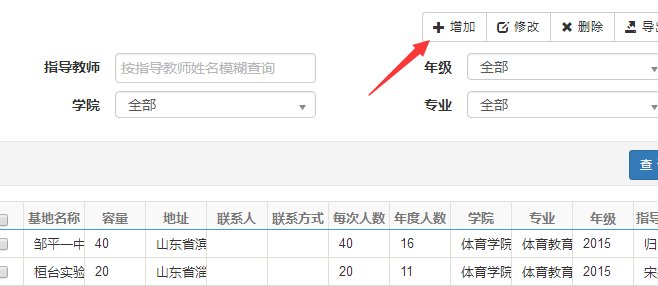 增加 修改 删除 导出
指导教师 按指导教师姓名模糊查询 年级 全部
学院 全部 专业 全部
查
基地名称 容量 地址 联系人 联系方式 每次人数 年度人数 学院 专业 年级 指导
邹平一中 40 山东省滨 40 16 体育学院 体育教育 2015 归
桓台实验 20 山东省淄 20 11 体育学院 体育教育 2015 宋